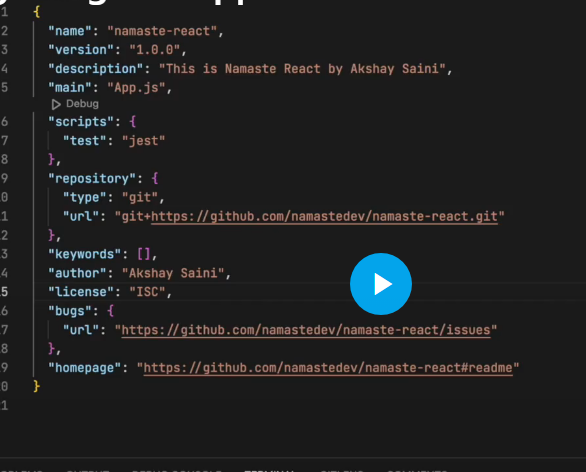 1 {
2 "name": "namaste-react",
3 "version": "1.0.0",
4 "description": "This is Namaste React by Akshay Saini",
5 "main": "App.js",
Debug
6 "scripts": {
7 "test": "jest"
8 },
9 "repository": {
0 "type": "git",
1 "url": "git+https://github.com/namastedev/namaste-react.git"
2 },
3 "keywords": [],
4 "author": "Akshay Saini",
5 "license": "ISC",
6 "bugs": {
7 "url": "https://github.com/namastedev/namaste-react/issues"
8 },
9 "homepage": "https://github.com/namastedev/namaste-react#readme"
0 }
1